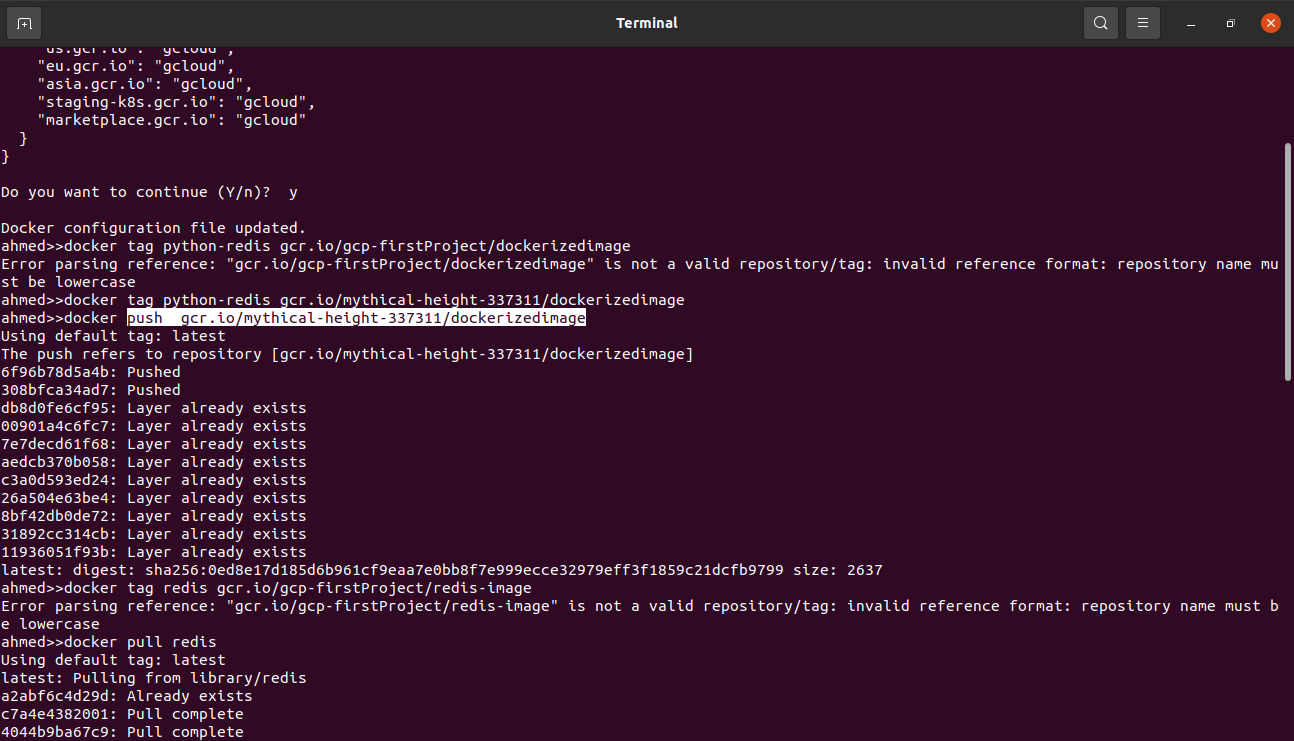 Terminal
"us.gcr.io": "gcloud",
"eu.gcr.io": "gcloud",
"asia.gcr.io": "gcloud",
"staging-k8s.gcr.io": "gcloud",
"marketplace.gcr.io": "gcloud"
}
}
Do you want to continue (Y/n)?  y
Docker configuration file updated.
ahmed>>docker tag python-redis gcr.io/gcp-firstProject/dockerizedimage
Error parsing reference: "gcr.io/gcp-firstProject/dockerizedimage" is not a valid repository/tag: invalid reference format: repository name mu
st be lowercase
ahmed>>docker tag python-redis gcr.io/mythical-height-337311/dockerizedimage
ahmed>>docker push  gcr.io/mythical-height-337311/dockerizedimage
Using default tag: latest
The push refers to repository [gcr.io/mythical-height-337311/dockerizedimage]
6f96b78d5a4b: Pushed
308bfca34ad7: Pushed
db8d0fe6cf95: Layer already exists
00901a4c6fc7: Layer already exists
7e7decd61f68: Layer already exists
aedcb370b058: Layer already exists
c3a0d593ed24: Layer already exists
26a504e63be4: Layer already exists
8bf42db0de72: Layer already exists
31892cc314cb: Layer already exists
11936051f93b: Layer already exists
latest: digest: sha256:0ed8e17d185d6b961cf9eaa7e0bb8f7e999ecce32979eff3f1859c21dcfb9799 size: 2637
ahmed>>docker tag redis gcr.io/gcp-firstProject/redis-image
Error parsing reference: "gcr.io/gcp-firstProject/redis-image" is not a valid repository/tag: invalid reference format: repository name must b
e lowercase
ahmed>>docker pull redis
Using default tag: latest
latest: Pulling from library/redis
a2abf6c4d29d: Already exists
c7a4e4382001: Pull complete
4044b9ba67c9: Pull complete